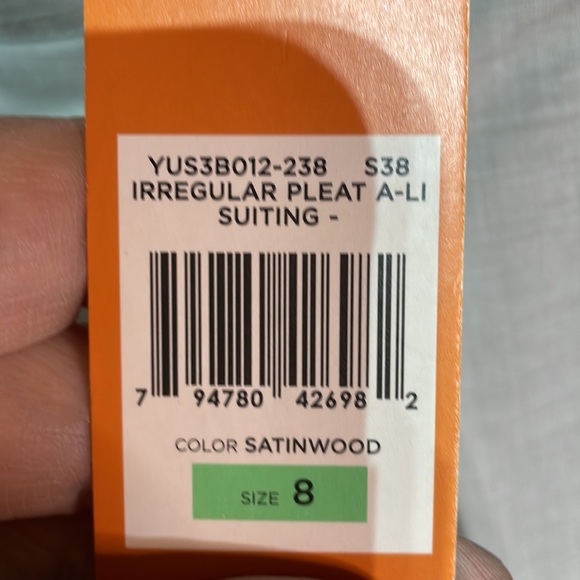 YUS3B012-238 S38
IRREGULAR PLEAT A-LI
SUITING -
7 94780 42698 2
COLOR SATINWOOD
SIZE 8